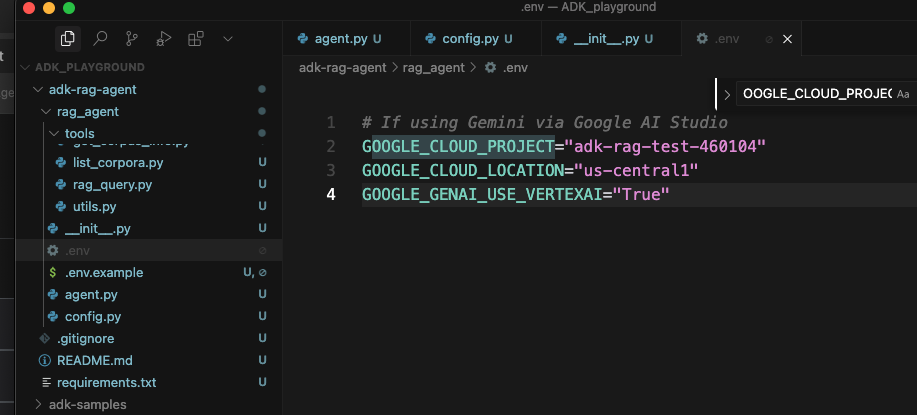 .env — ADK_playground
agent.py U
config.py U
__init__.py U
.env
ADK_PLAYGROUND
adk-rag-agent
rag_agent
tools
list_corpora.py U
rag_query.py U
utils.py U
__init__.py U
.env
$ .env.example U,
agent.py U
config.py U
.gitignore U
README.md U
requirements.txt U
adk-samples
adk-rag-agent > rag_agent > .env
OOGLE_CLOUD_PROJEC Aa
1 # If using Gemini via Google AI Studio
2 GOOGLE_CLOUD_PROJECT="adk-rag-test-460104"
3 GOOGLE_CLOUD_LOCATION="us-central1"
4 GOOGLE_GENAI_USE_VERTEXAI="True"